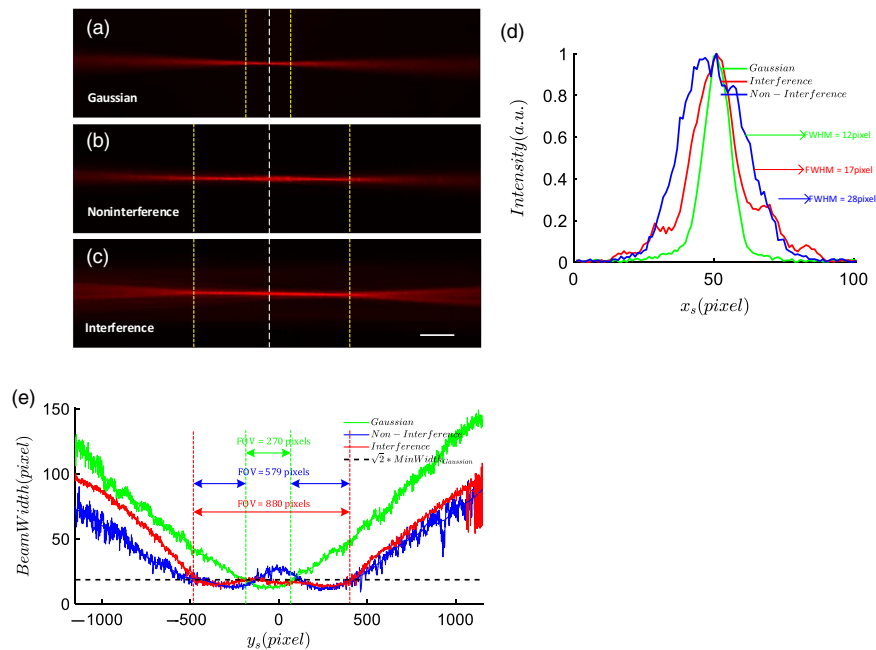 (a)
Gaussian
(b)
Noninterference
(c)
Interference
(d)
Intensity(a.u.)
1
0.8
0.6
0.4
0.2
0
0
50
100
x_s(pixel)
Gaussian
Interference
Non−Interference
FWHM = 12pixel
FWHM = 17pixel
FWHM = 28pixel
(e)
BeamWidth(pixel)
150
100
50
0
−1000
−500
0
500
1000
y_s(pixel)
FOV = 270 pixels
FOV = 579 pixels
FOV = 880 pixels
Gaussian
Non−Interference
Interference
√2 * MinWidth_Gaussian